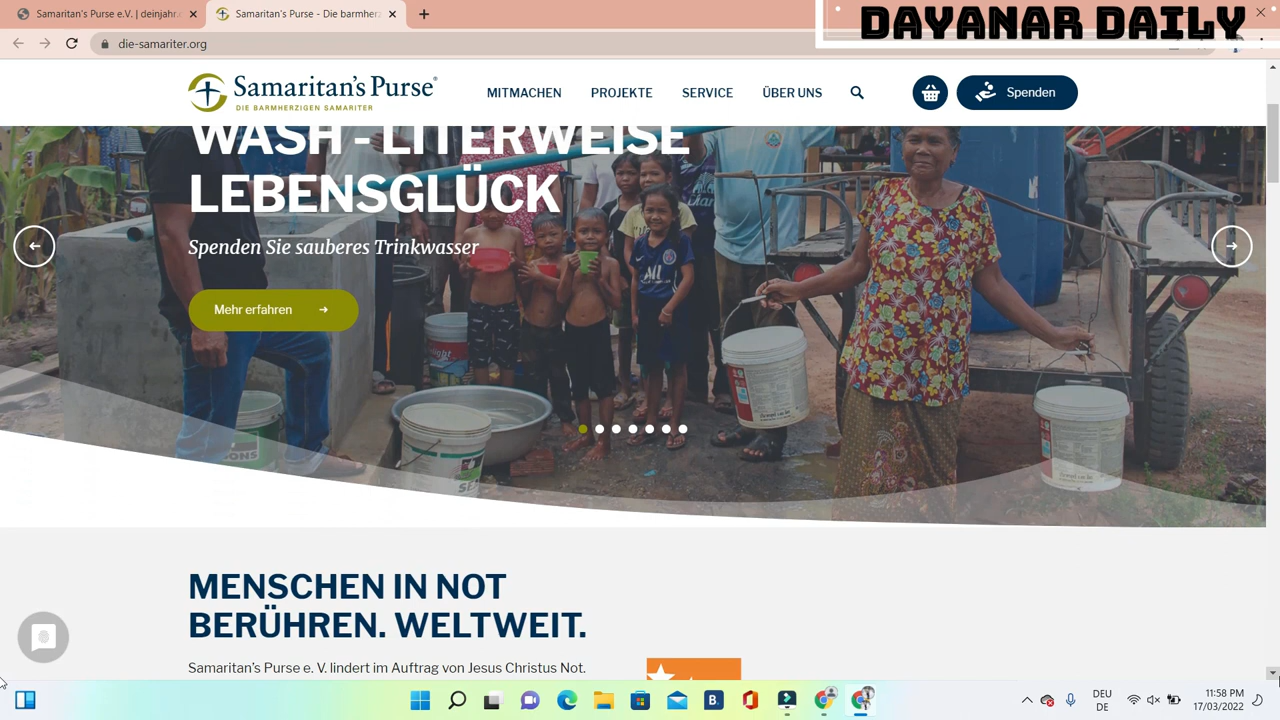 Samaritan's Purse e.V. | deinjahr.
Samaritan's Purse - Die barmherz
DAYANAR DAILY
die-samariter.org
Samaritan's Purse®
DIE BARMHERZIGEN SAMARITER
MITMACHEN
PROJEKTE
SERVICE
ÜBER UNS
Spenden
WASH - LITERWEISE
LEBENSGLÜCK
Spenden Sie sauberes Trinkwasser
Mehr erfahren
MENSCHEN IN NOT
BERÜHREN. WELTWEIT.
Samaritan's Purse e. V. lindert im Auftrag von Jesus Christus Not.
DEU
DE
11:58 PM
17/03/2022